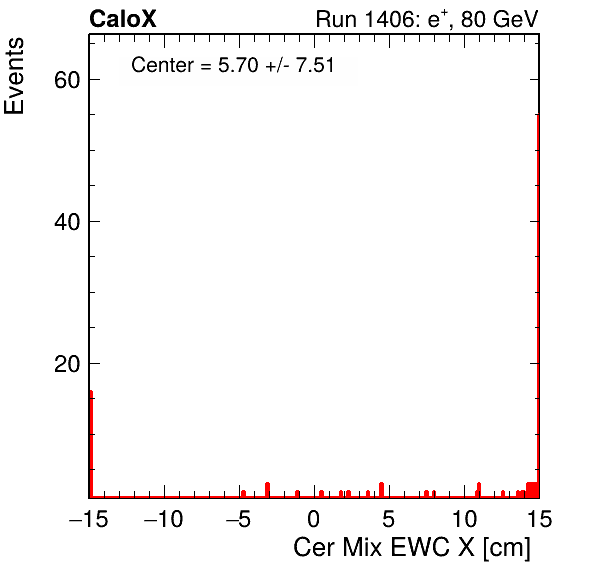 CaloX Run 1406: e⁺, 80 GeV
Center = 5.70 +/- 7.51
Events
60
40
20
−15 −10 −5 0 5 10 15
Cer Mix EWC X [cm]